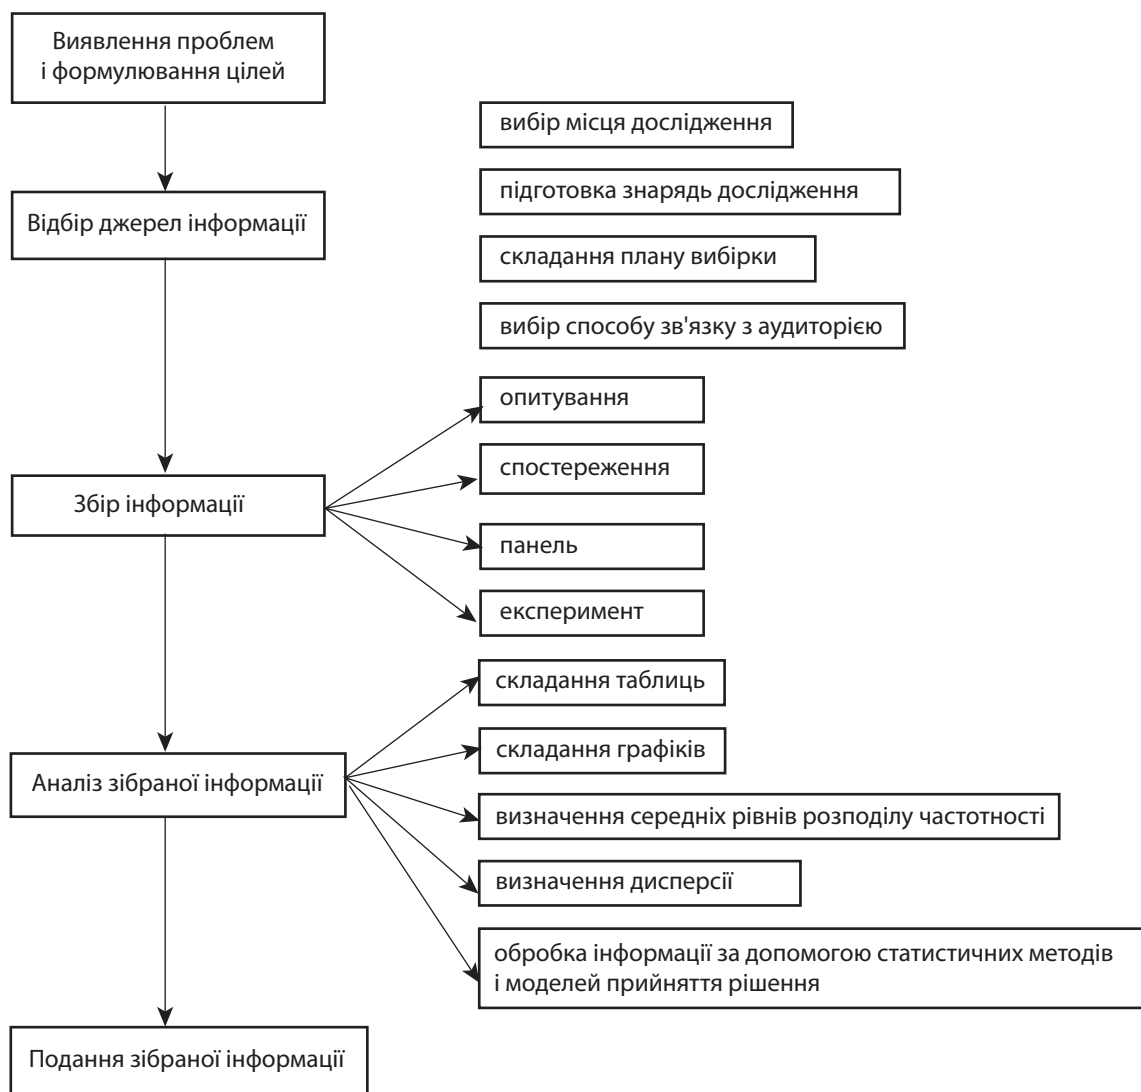 Виявлення проблем
і формулювання цілей
вибір місця дослідження
підготовка знарядь дослідження
Відбір джерел інформації
складання плану вибірки
вибір способу зв'язку з аудиторією
опитування
спостереження
Збір інформації
панель
експеримент
складання таблиць
складання графіків
Аналіз зібраної інформації
визначення середніх рівнів розподілу частотності
визначення дисперсії
обробка інформації за допомогою статистичних методів
і моделей прийняття рішення
Подання зібраної інформації